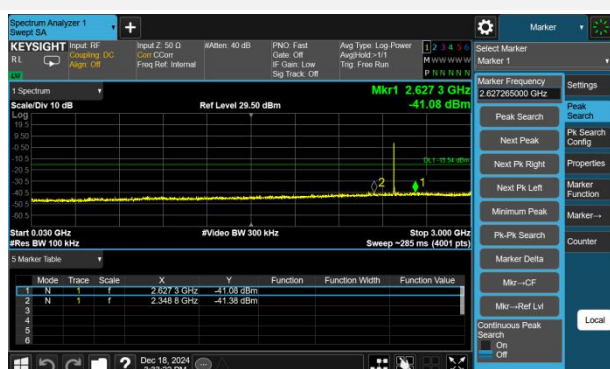 Spectrum Analyzer 1
Swept SA
+
Marker
KEYSIGHT
RL
Input: RF
Coupling: DC
Align: Off
Input Z: 50 Ω
Corr CCorr
Freq Ref: Internal
#Atten: 40 dB
PNO: Fast
Gate: Off
IF Gain: Low
Sig Track: Off
Avg Type: Log-Power
Avg|Hold:>1/1
Trig: Free Run
1 2 3 4 5 6
M W W W W W
P N N N N N
Select Marker
Marker 1
1 Spectrum
Mkr1 2.627 3 GHz
Scale/Div 10 dB
Ref Level 29.50 dBm
-41.08 dBm
Log
19.5
9.50
-0.50
-10.5
-20.5
-30.5
-40.5
-50.5
-60.5
DL1 -15.54 dBm
2
1
Start 0.030 GHz
#Video BW 300 kHz
Stop 3.000 GHz
#Res BW 100 kHz
Sweep ~285 ms (4001 pts)
5 Marker Table
Mode Trace Scale X Y Function Function Width Function Value
1 N 1 f 2.627 3 GHz -41.08 dBm
2 N 1 f 2.348 8 GHz -41.38 dBm
3
4
5
6
Marker Frequency
2.627265000 GHz
Peak Search
Next Peak
Next Pk Right
Next Pk Left
Minimum Peak
Pk-Pk Search
Marker Delta
Mkr→CF
Mkr→Ref Lvl
Continuous Peak
Search
On
Off
Settings
Peak
Search
Pk Search
Config
Properties
Marker
Function
Marker→
Counter
Local
?
Dec 18, 2024